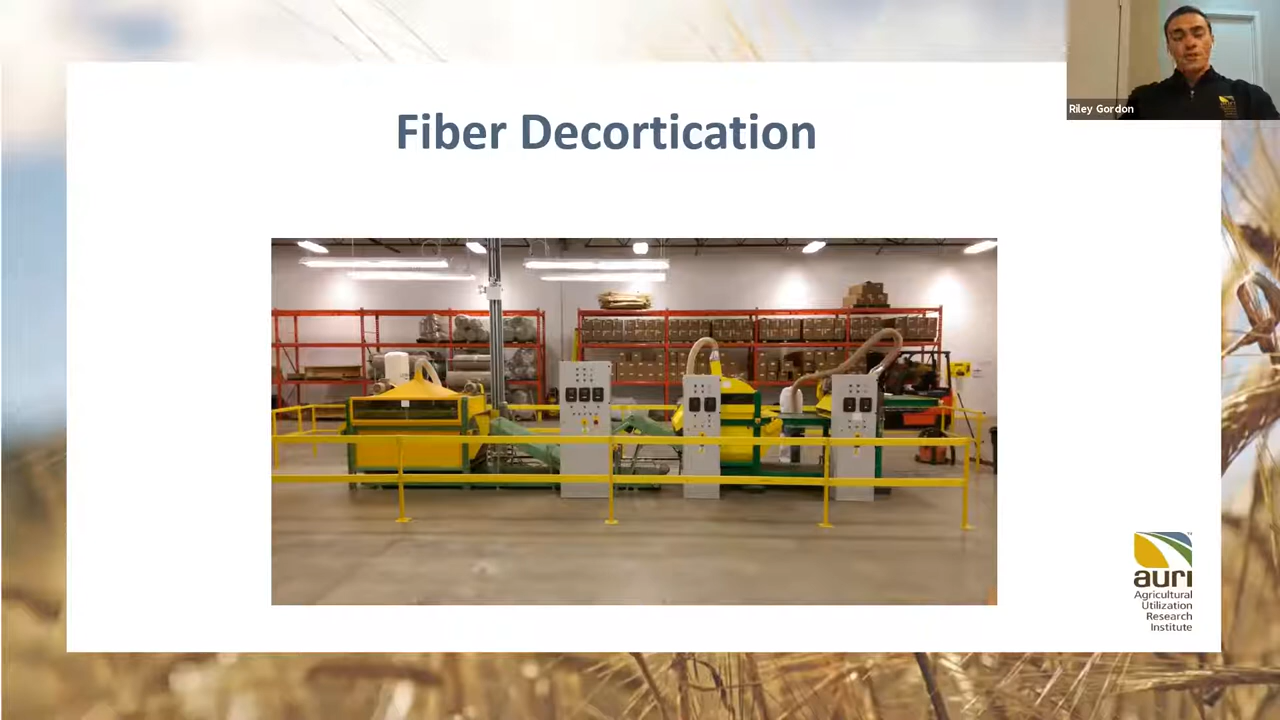 Fiber Decortication
Riley Gordon
auri
Agricultural
Utilization
Research
Institute